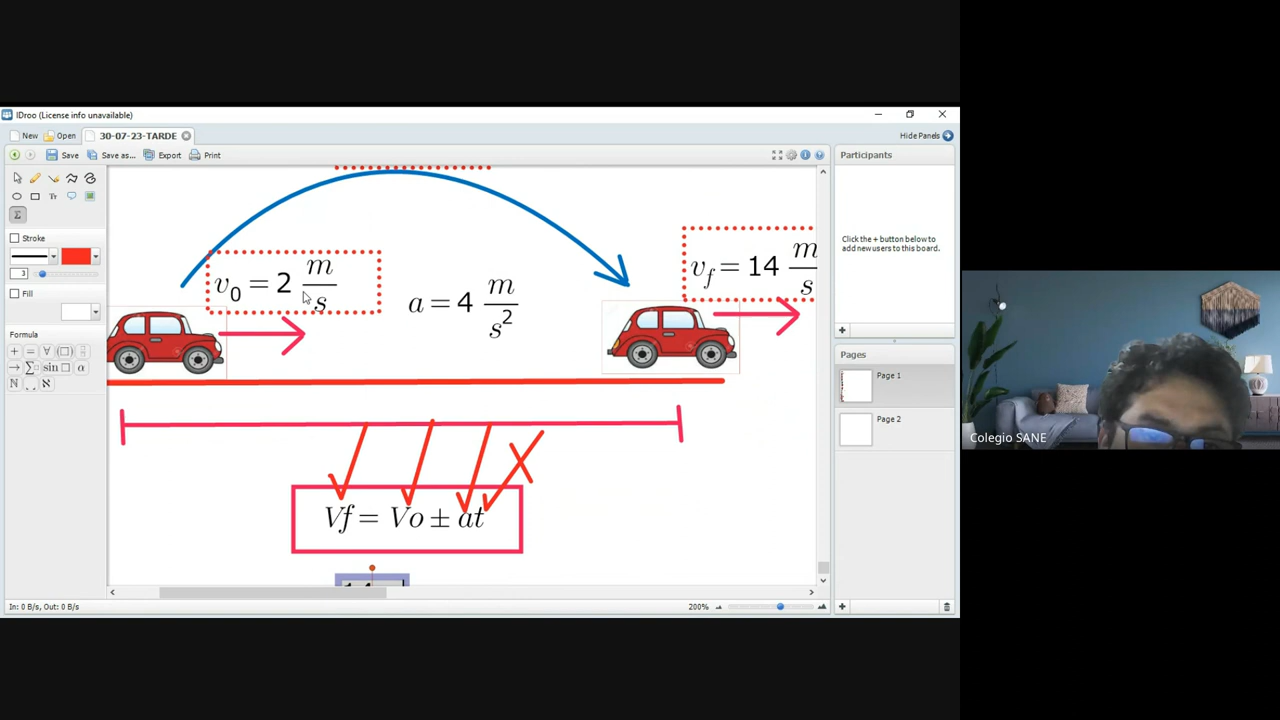 IDroo (License info unavailable)
New Open 30-07-23-TARDE Hide Panels
Save Save as... Export Print
Participants
Click the + button below to
add new users to this board.
Stroke
3
Fill
Formula
+ = ∀ (□)
→ ∑ sin □ α
ℕ ℵ
v₀ = 2 m/s
a = 4 m/s²
v_f = 14 m/s
X
Vf = Vo ± at
Pages
Page 1
Page 2
Colegio SANE
In: 0 B/s, Out: 0 B/s
200%